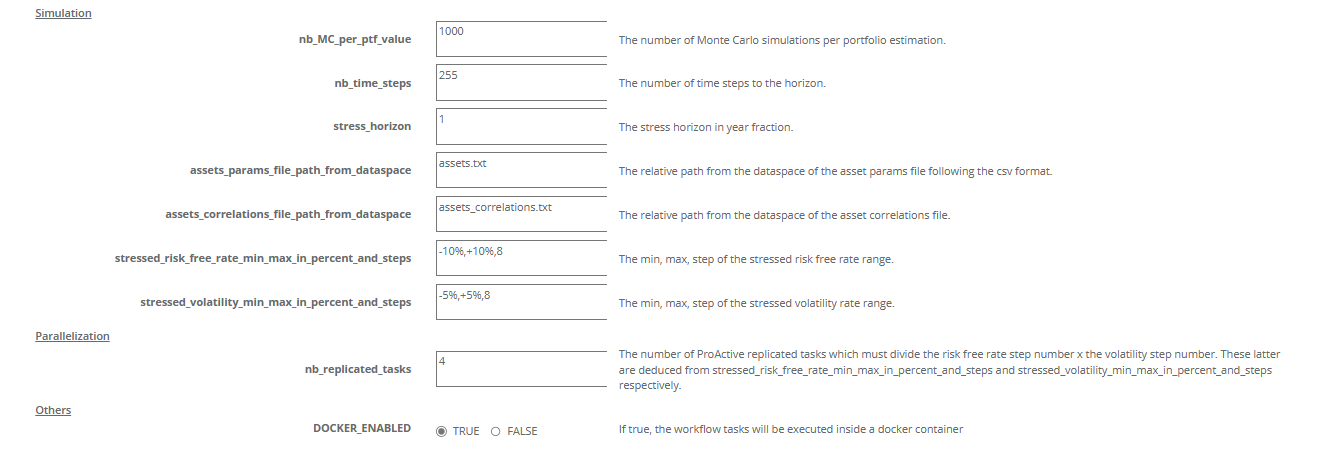 Simulation
nb_MC_per_ptf_value 1000 The number of Monte Carlo simulations per portfolio estimation.
nb_time_steps 255 The number of time steps to the horizon.
stress_horizon 1 The stress horizon in year fraction.
assets_params_file_path_from_dataspace assets.txt The relative path from the dataspace of the asset params file following the csv format.
assets_correlations_file_path_from_dataspace assets_correlations.txt The relative path from the dataspace of the asset correlations file.
stressed_risk_free_rate_min_max_in_percent_and_steps -10%,+10%,8 The min, max, step of the stressed risk free rate range.
stressed_volatility_min_max_in_percent_and_steps -5%,+5%,8 The min, max, step of the stressed volatility rate range.
Parallelization
nb_replicated_tasks 4 The number of ProActive replicated tasks which must divide the risk free rate step number x the volatility step number. These latter
are deduced from stressed_risk_free_rate_min_max_in_percent_and_steps and stressed_volatility_min_max_in_percent_and_steps
respectively.
Others
DOCKER_ENABLED TRUE FALSE If true, the workflow tasks will be executed inside a docker container